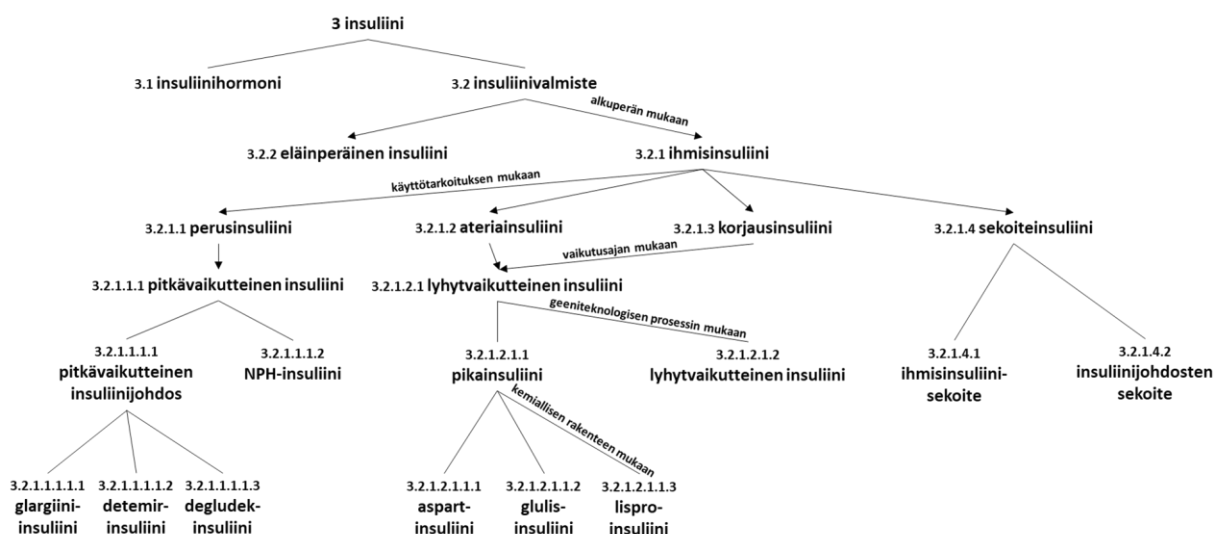 3 insuliini
3.1 insuliinihormoni
3.2 insuliinivalmiste
alkuperän mukaan
3.2.2 eläinperäinen insuliini
3.2.1 ihmisinsuliini
käyttötarkoituksen mukaan
3.2.1.1 perusinsuliini
3.2.1.2 ateriainsuliini
3.2.1.3 korjausinsuliini
3.2.1.4 sekoiteinsuliini
vaikutusajan mukaan
3.2.1.1.1 pitkävaikutteinen insuliini
3.2.1.2.1 lyhytvaikutteinen insuliini
geeniteknologisen prosessin mukaan
3.2.1.1.1.1
pitkävaikutteinen
insuliinijohdos
3.2.1.1.1.2
NPH-insuliini
3.2.1.2.1.1
pikainsuliini
3.2.1.2.1.2
lyhytvaikutteinen insuliini
3.2.1.4.1
ihmisinsuliini-
sekoite
3.2.1.4.2
insuliinijohdosten
sekoite
kemiallisen rakenteen mukaan
3.2.1.1.1.1.1
glargiini-
insuliini
3.2.1.1.1.1.2
detemir-
insuliini
3.2.1.1.1.1.3
degludek-
insuliini
3.2.1.2.1.1.1
aspart-
insuliini
3.2.1.2.1.1.2
glulis-
insuliini
3.2.1.2.1.1.3
lispro-
insuliini